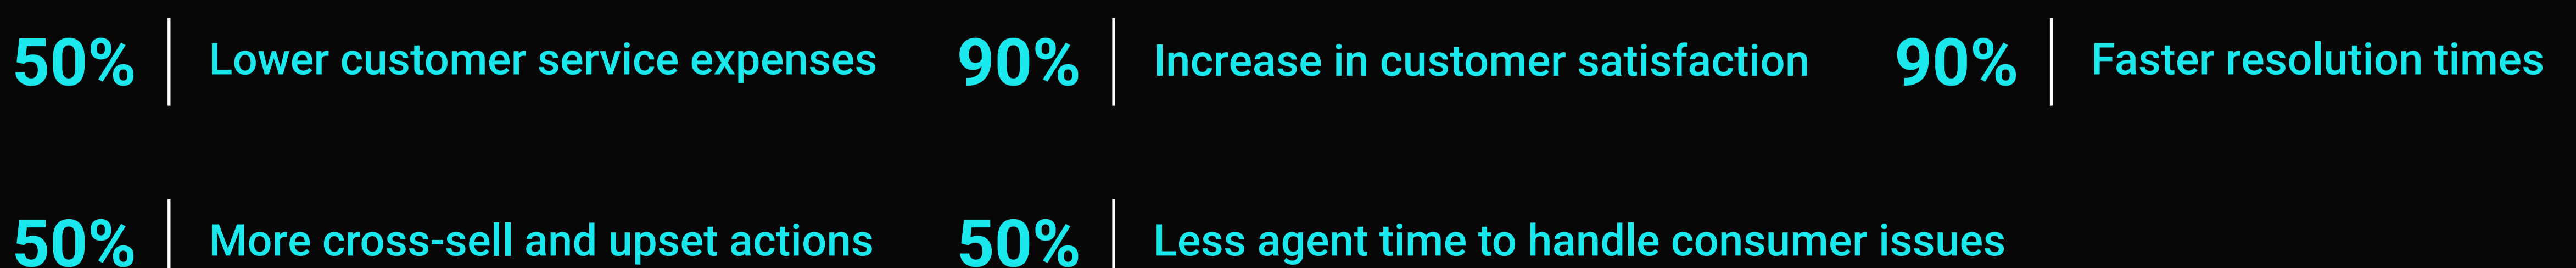 50% Lower customer service expenses
90% Increase in customer satisfaction
90% Faster resolution times
50% More cross-sell and upset actions
50% Less agent time to handle consumer issues